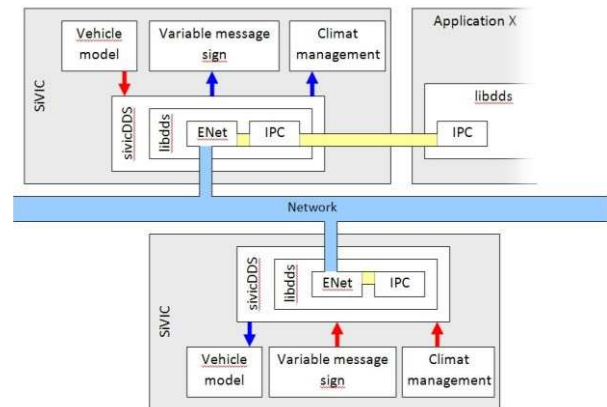 Vehicle
model
Variable message
sign
Climat
management
Application X
SiVIC
sivicDDS
libdds
ENet
IPC
libdds
IPC
Network
SiVIC
sivicDDS
libdds
ENet
IPC
Vehicle
model
Variable message
sign
Climat
management